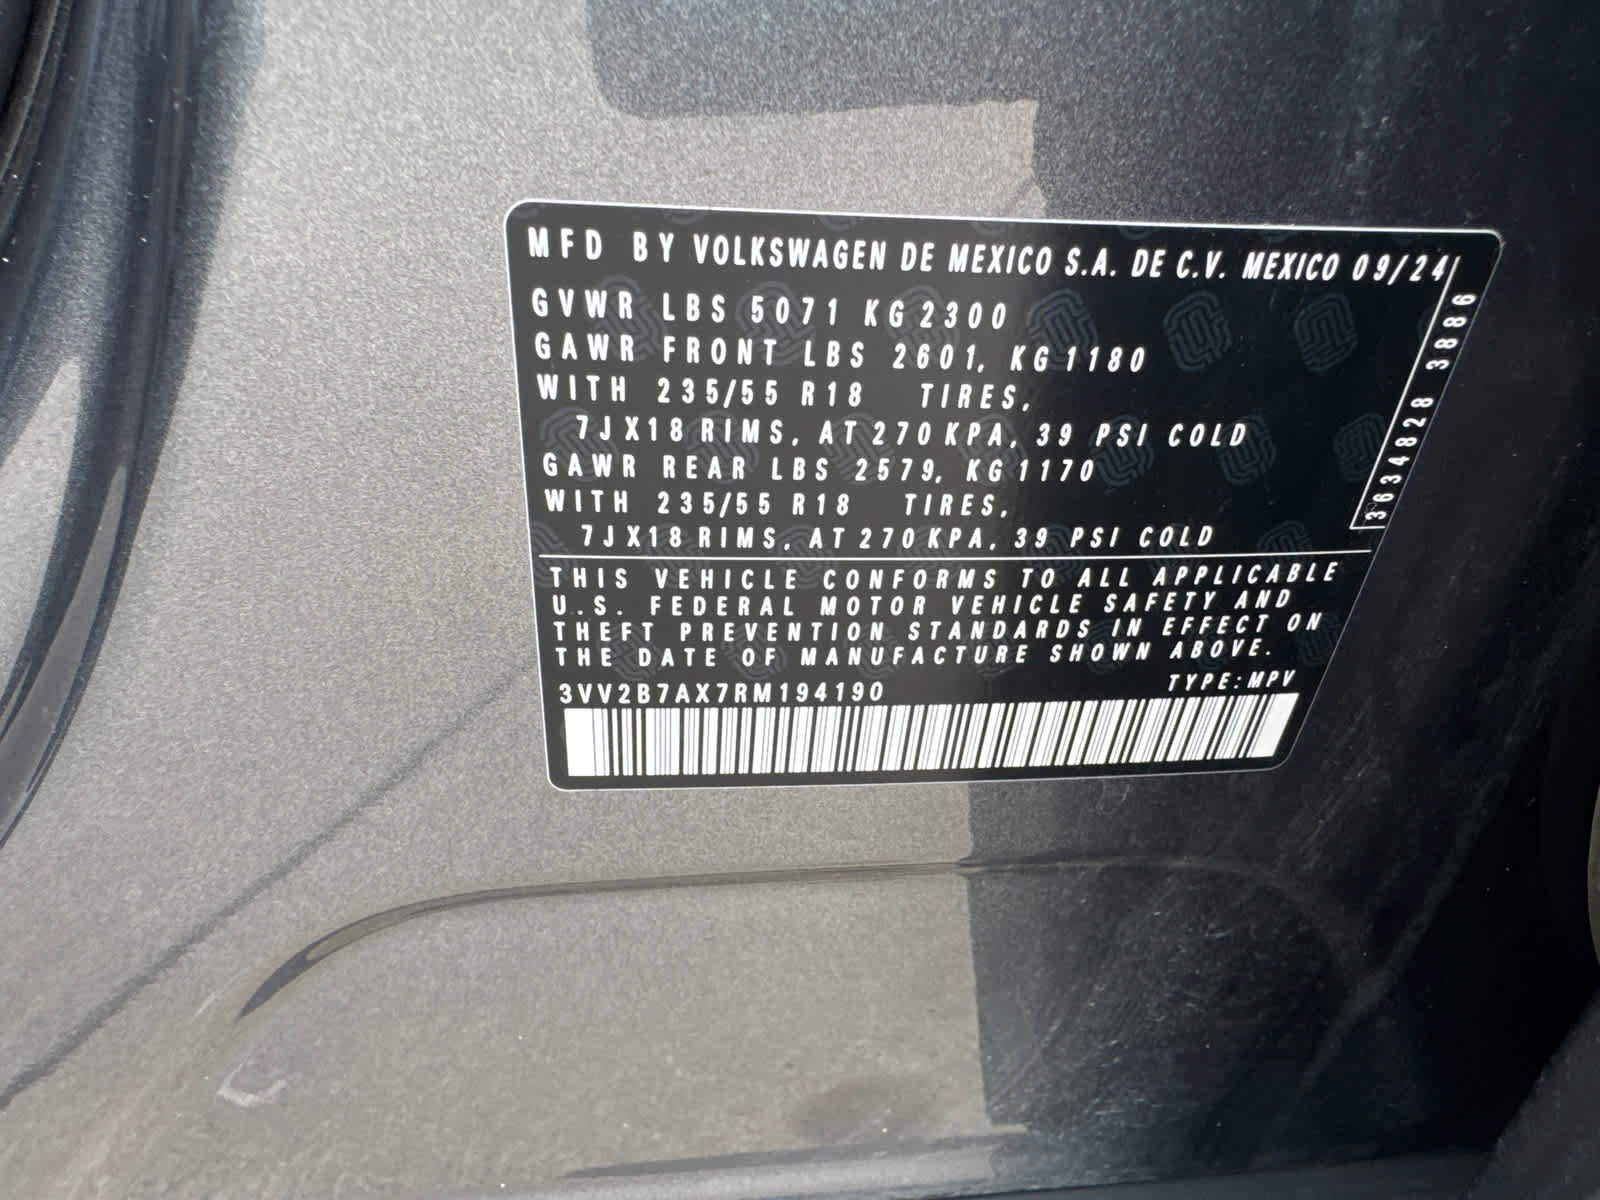 MFD BY VOLKSWAGEN DE MEXICO S.A. DE C.V. MEXICO 09/24
GVWR LBS 5071 KG 2300
GAWR FRONT LBS 2601, KG 1180
WITH 235/55 R18 TIRES,
7JX18 RIMS, AT 270 KPA, 39 PSI COLD
GAWR REAR LBS 2579, KG 1170
WITH 235/55 R18 TIRES,
7JX18 RIMS, AT 270 KPA, 39 PSI COLD
3634828 3886
THIS VEHICLE CONFORMS TO ALL APPLICABLE
U.S. FEDERAL MOTOR VEHICLE SAFETY AND
THEFT PREVENTION STANDARDS IN EFFECT ON
THE DATE OF MANUFACTURE SHOWN ABOVE.
3VV2B7AX7RM194190 TYPE: MPV